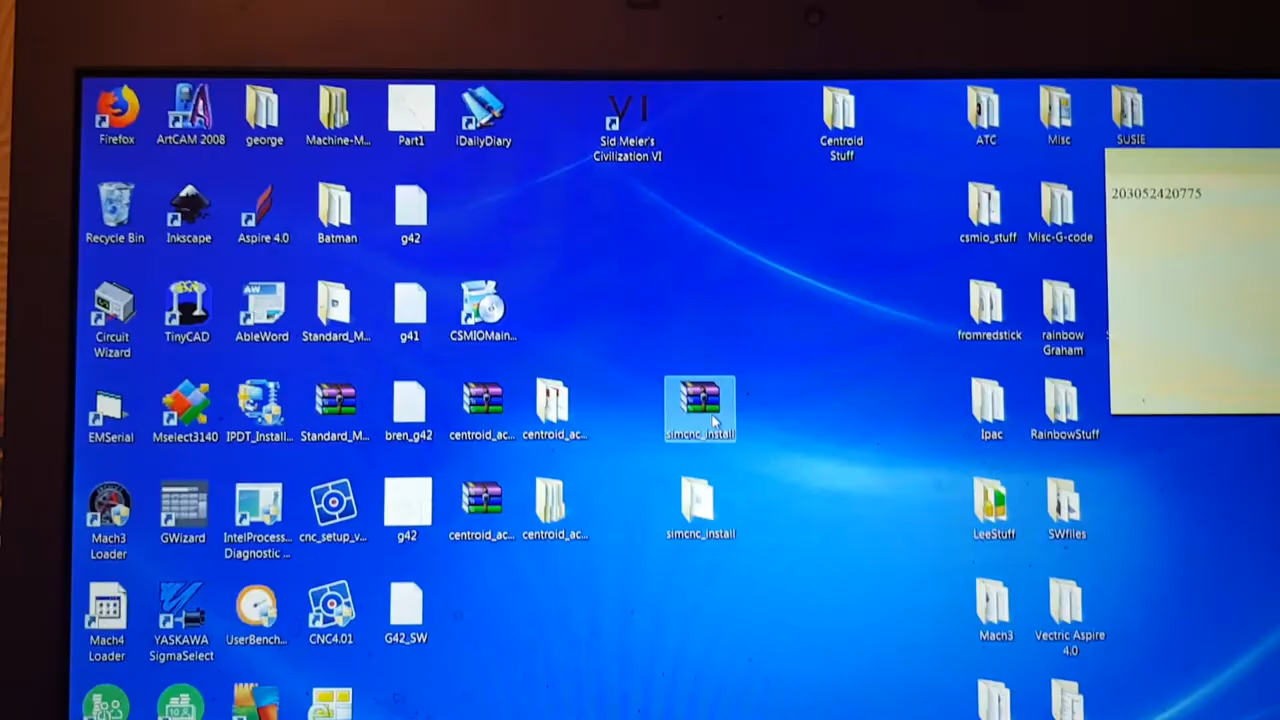 Firefox
ArtCAM 2008
george
Machine-M...
Part1
iDailyDiary
VI
Sid Meier's
Civilization VI
Centroid
Stuff
ATC
Misc
SUSIE
203052420775
Recycle Bin
Inkscape
Aspire 4.0
Batman
g42
csmio_stuff
Misc-G-code
Circuit
Wizard
TinyCAD
AW
AbleWord
Standard_M...
g41
CSMIOMain...
fromredstick
rainbow
Graham
EMSerial
Mselect3140
IPDT_Install...
Standard_M...
bren_g42
centroid_ac...
centroid_ac...
simcnc_install
Ipac
RainbowStuff
Mach3
Loader
GWizard
IntelProcess...
Diagnostic ...
cnc_setup_v...
g42
centroid_ac...
centroid_ac...
simcnc_install
LeeStuff
SWfiles
Mach4
Loader
YASKAWA
SigmaSelect
UserBench...
CNC4.01
G42_SW
Mach3
Vectric Aspire
4.0